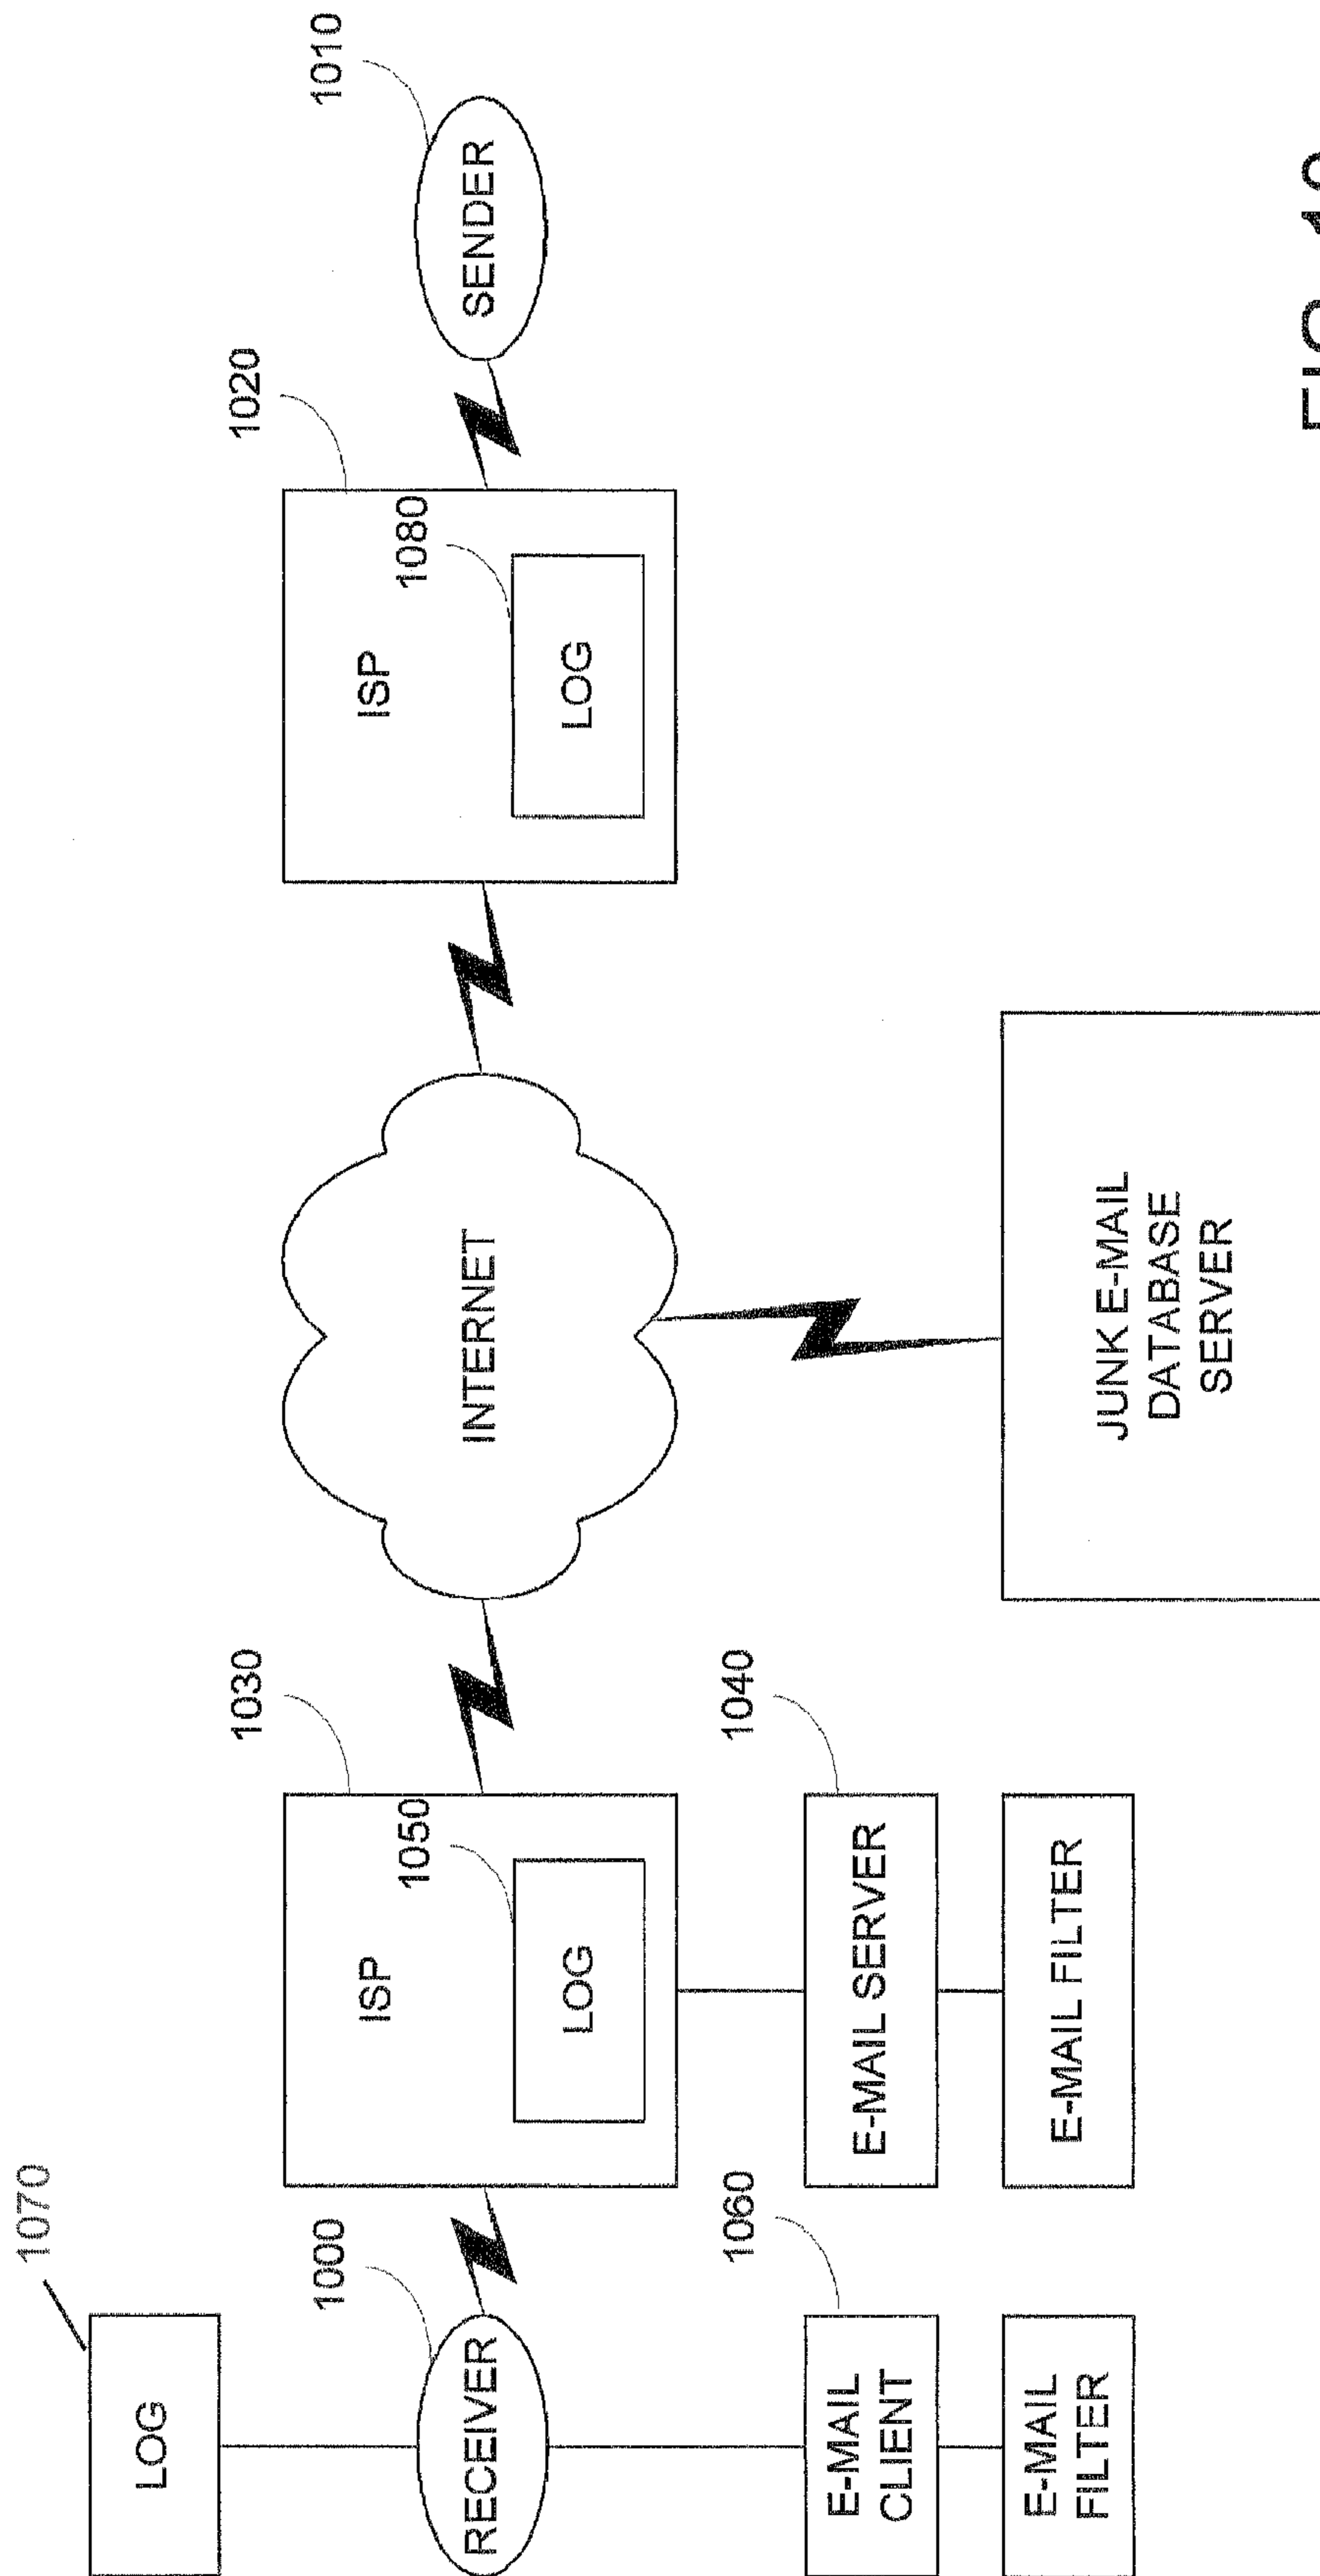 1070
LOG
1000
RECEIVER
1060
E-MAIL
CLIENT
E-MAIL
FILTER
1030
ISP
1050
LOG
1040
E-MAIL SERVER
E-MAIL FILTER
INTERNET
JUNK E-MAIL
DATABASE
SERVER
1020
ISP
1080
LOG
1010
SENDER